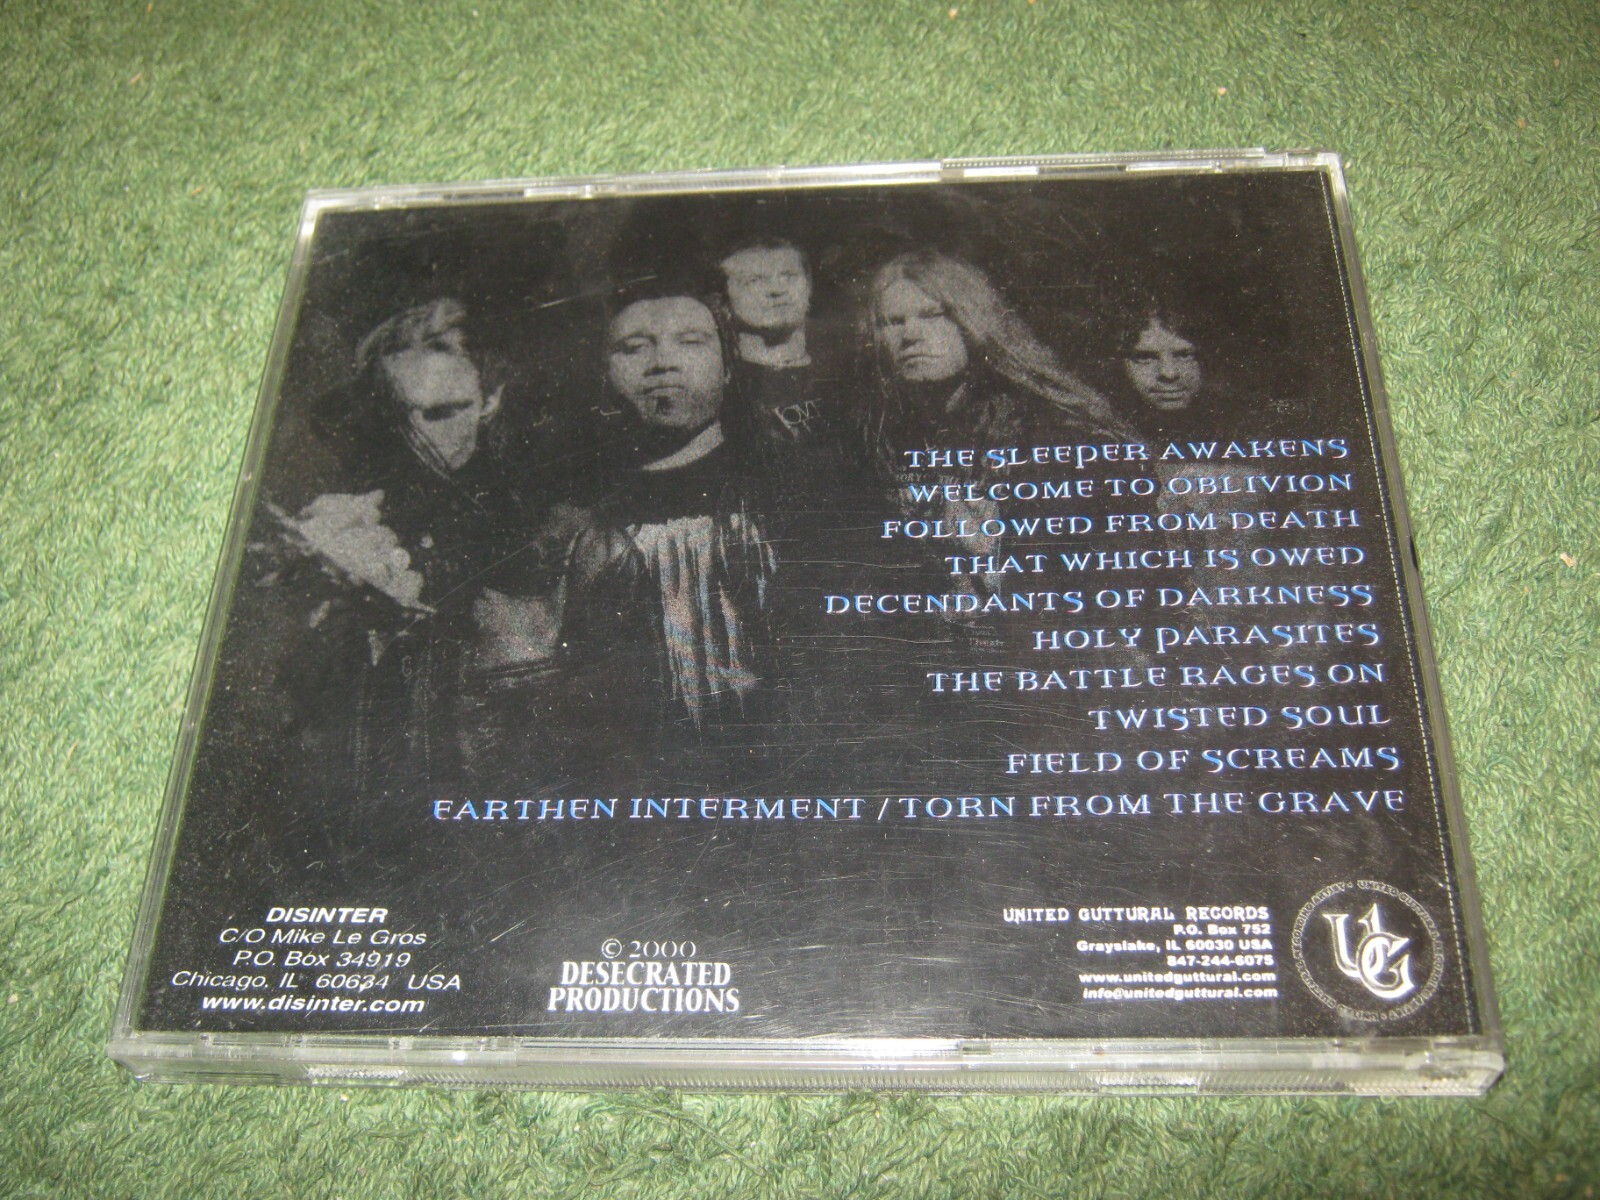 THE SLEEPER AWAKENS
WELCOME TO OBLIVION
FOLLOWED FROM DEATH
THAT WHICH IS OWED
DECENDANTS OF DARKNESS
HOLY PARASITES
THE BATTLE RAGES ON
TWISTED SOUL
FIELD OF SCREAMS
EARTHEN INTERMENT / TORN FROM THE GRAVE
DISINTER
C/O Mike Le Gros
P.O. Box 34919
Chicago, IL 60634 USA
www.disinter.com
© 2000
DESECRATED
PRODUCTIONS
UNITED GUTTURAL RECORDS
P.O. Box 752
Grayslake, IL 60030 USA
847-244-6075
www.unitedguttural.com
info@unitedguttural.com
UG